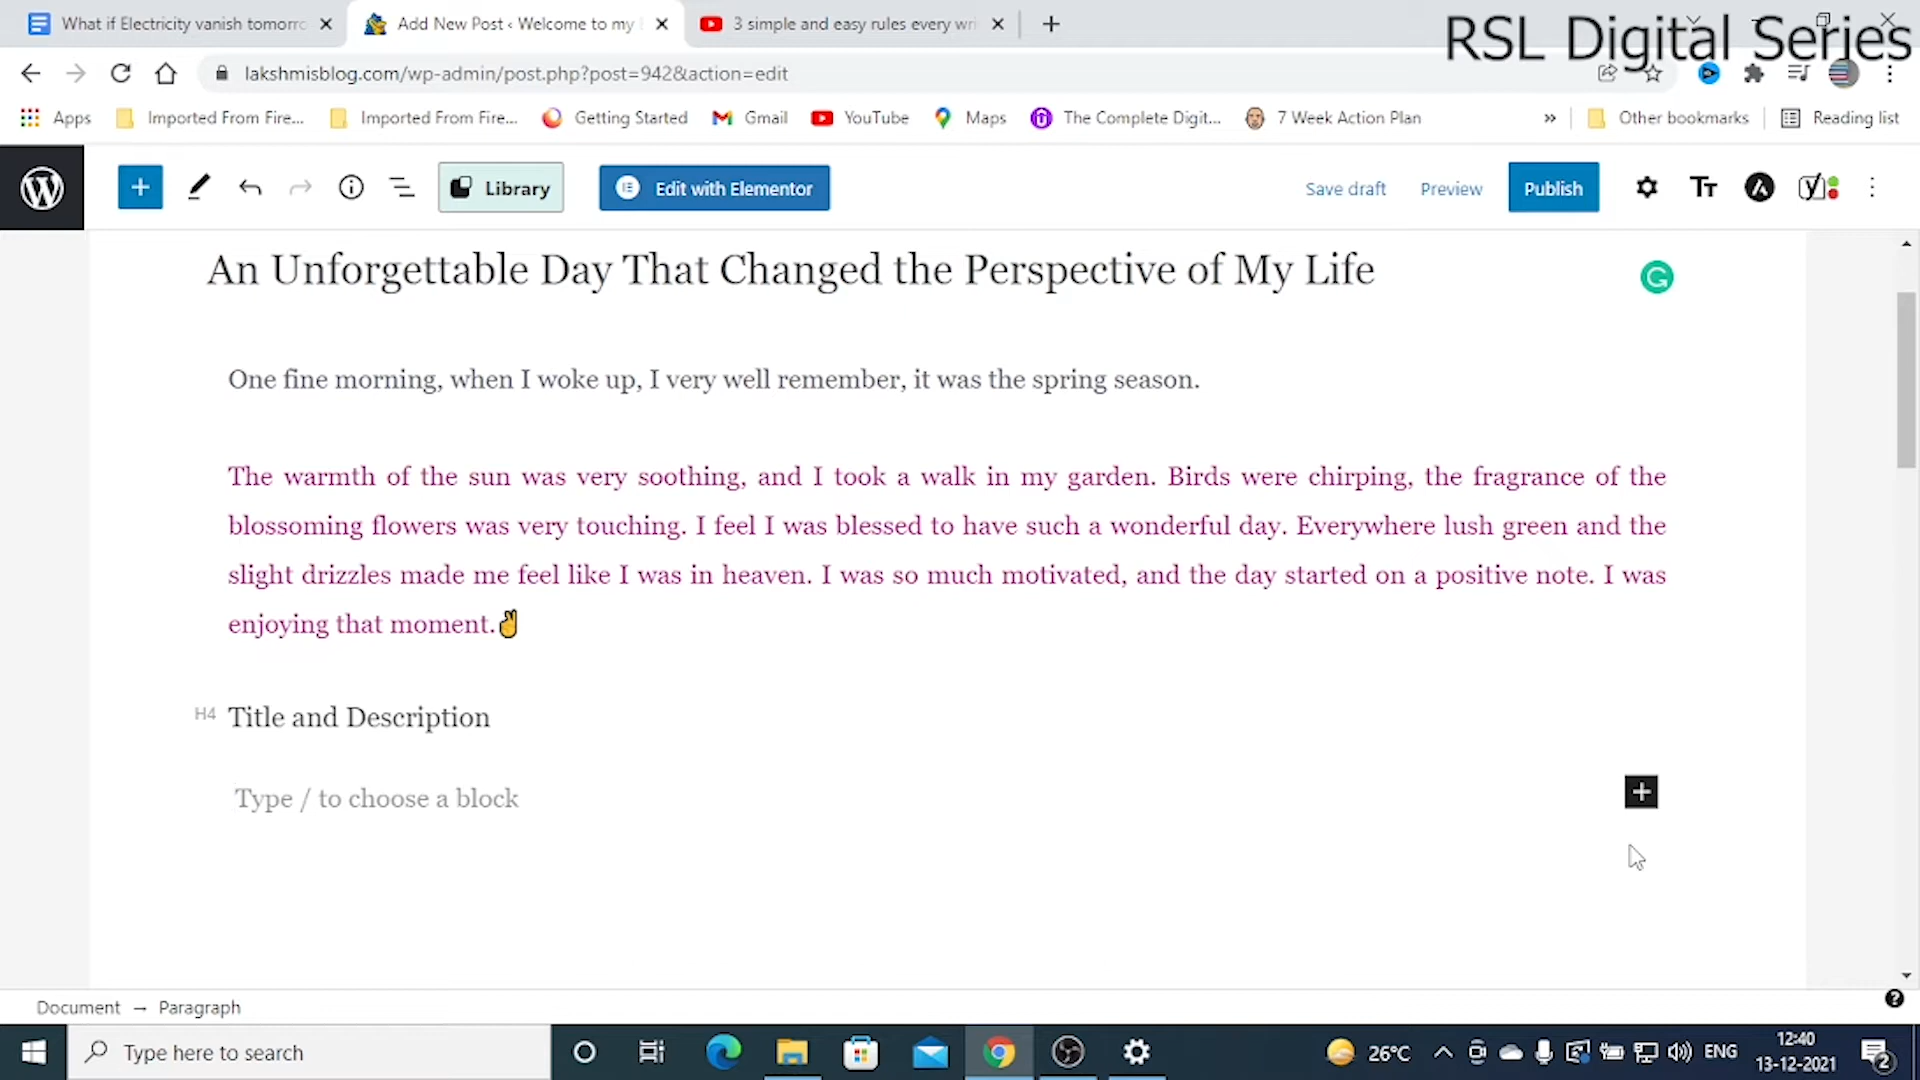 What if Electricity vanish tomorro
Add New Post ‹ Welcome to my
3 simple and easy rules every wri
RSL Digital Series
lakshmisblog.com/wp-admin/post.php?post=942&action=edit
Apps
Imported From Fire...
Imported From Fire...
Getting Started
Gmail
YouTube
Maps
The Complete Digit...
7 Week Action Plan
»
Other bookmarks
Reading list
Library
Edit with Elementor
Save draft
Preview
Publish
An Unforgettable Day That Changed the Perspective of My Life
One fine morning, when I woke up, I very well remember, it was the spring season.
The warmth of the sun was very soothing, and I took a walk in my garden. Birds were chirping, the fragrance of the
blossoming flowers was very touching. I feel I was blessed to have such a wonderful day. Everywhere lush green and the
slight drizzles made me feel like I was in heaven. I was so much motivated, and the day started on a positive note. I was
enjoying that moment.✌
H4 Title and Description
Type / to choose a block
Document → Paragraph
Type here to search
26°C
ENG
12:40
13-12-2021
2